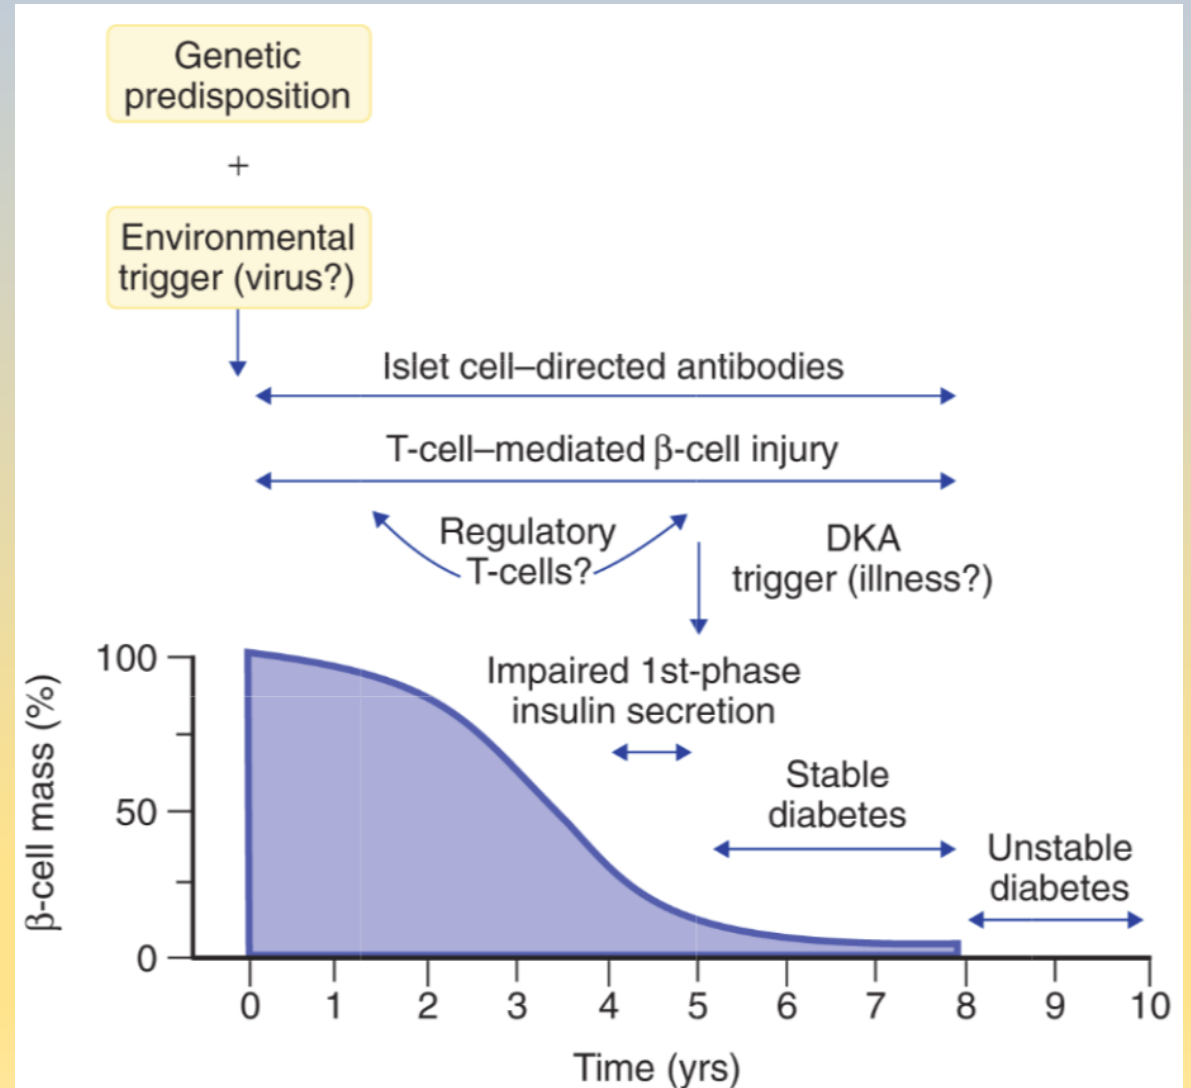 Genetic
predisposition
+
Environmental
trigger (virus?)
Islet cell–directed antibodies
T-cell–mediated β-cell injury
Regulatory
T-cells?
DKA
trigger (illness?)
Impaired 1st-phase
insulin secretion
Stable
diabetes
Unstable
diabetes
β-cell mass (%)
100
50
0
0 1 2 3 4 5 6 7 8 9 10
Time (yrs)